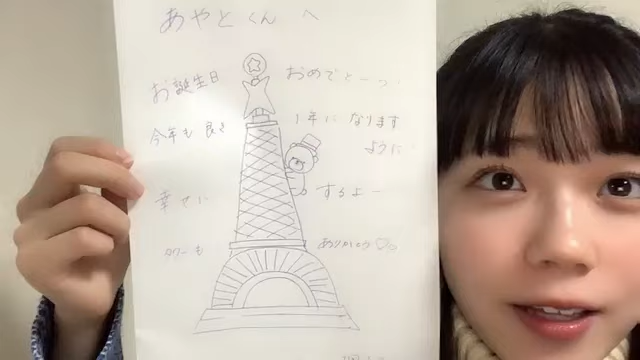 あやとくんへ
お誕生日 おめでとーっ
今年も良き 1年になります
ように
幸せに するよー
タワーも ありがとう♡